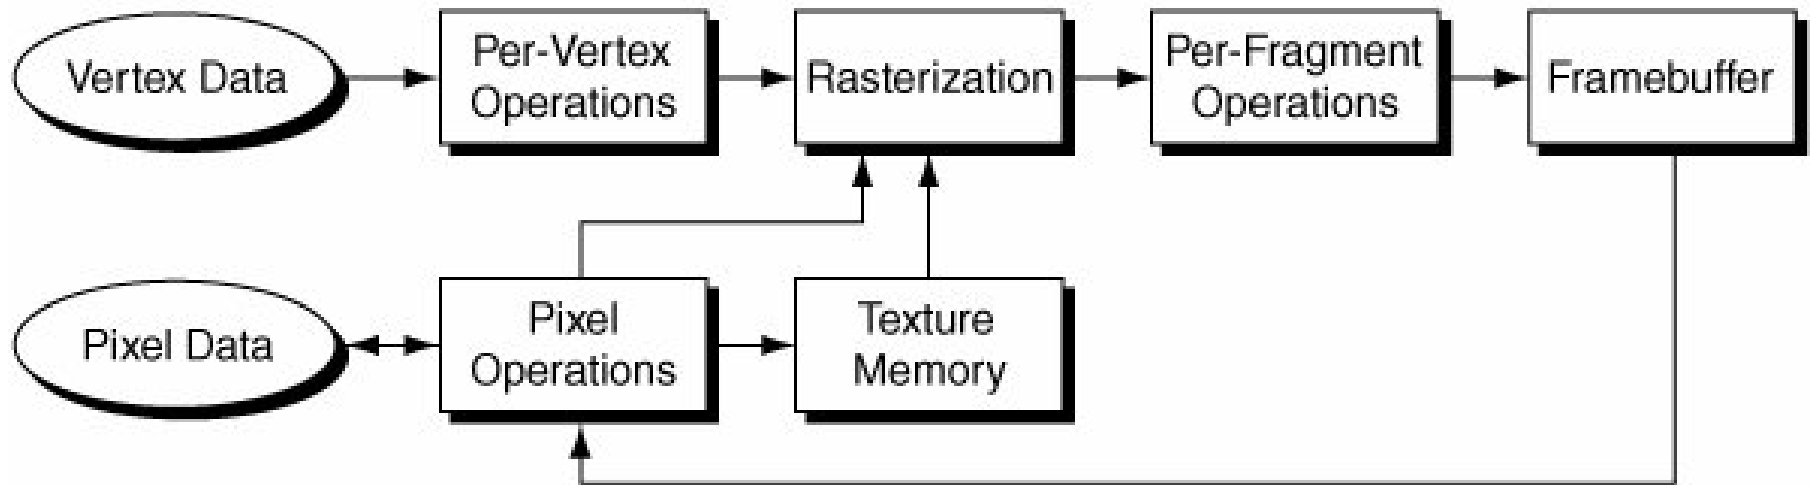 Vertex Data
Per-Vertex
Operations
Rasterization
Per-Fragment
Operations
Framebuffer
Pixel Data
Pixel
Operations
Texture
Memory